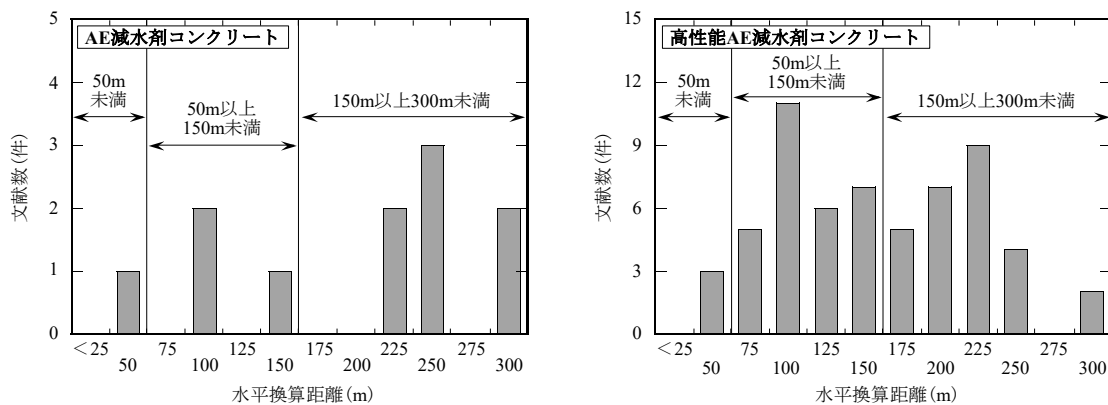 AE減水剤コンクリート
50m
未満
50m以上
150m未満
150m以上300m未満
文献数(件)
5
4
3
2
1
0
<25 75 125 175 225 275
50 100 150 200 250 300
水平換算距離(m)
高性能AE減水剤コンクリート
50m
未満
50m以上
150m未満
150m以上300m未満
文献数(件)
15
12
9
6
3
0
<25 75 125 175 225 275
50 100 150 200 250 300
水平換算距離(m)